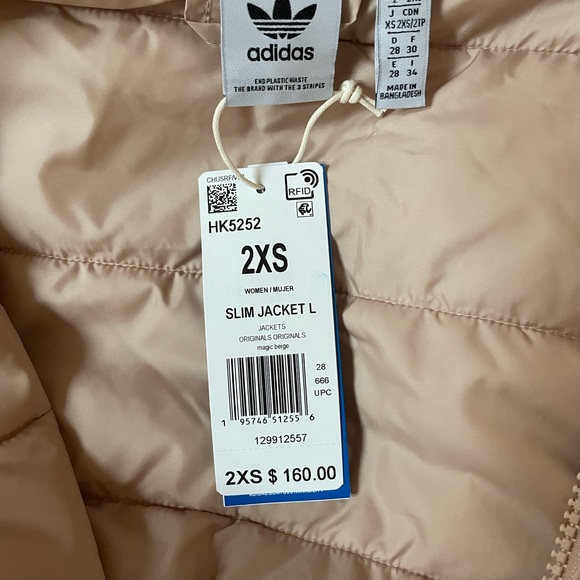 adidas
END PLASTIC WASTE
THE BRAND WITH THE 3 STRIPES
J CDN
XS 2XS/2TP
D F
28 30
E I
28 34
MADE IN
BANGLADESH
RFID
HK5252
2XS
WOMEN / MUJER
SLIM JACKET L
JACKETS
ORIGINALS ORIGINALS
magic beige
28
666
UPC
1 95746 51255 6
129912557
2XS $ 160.00